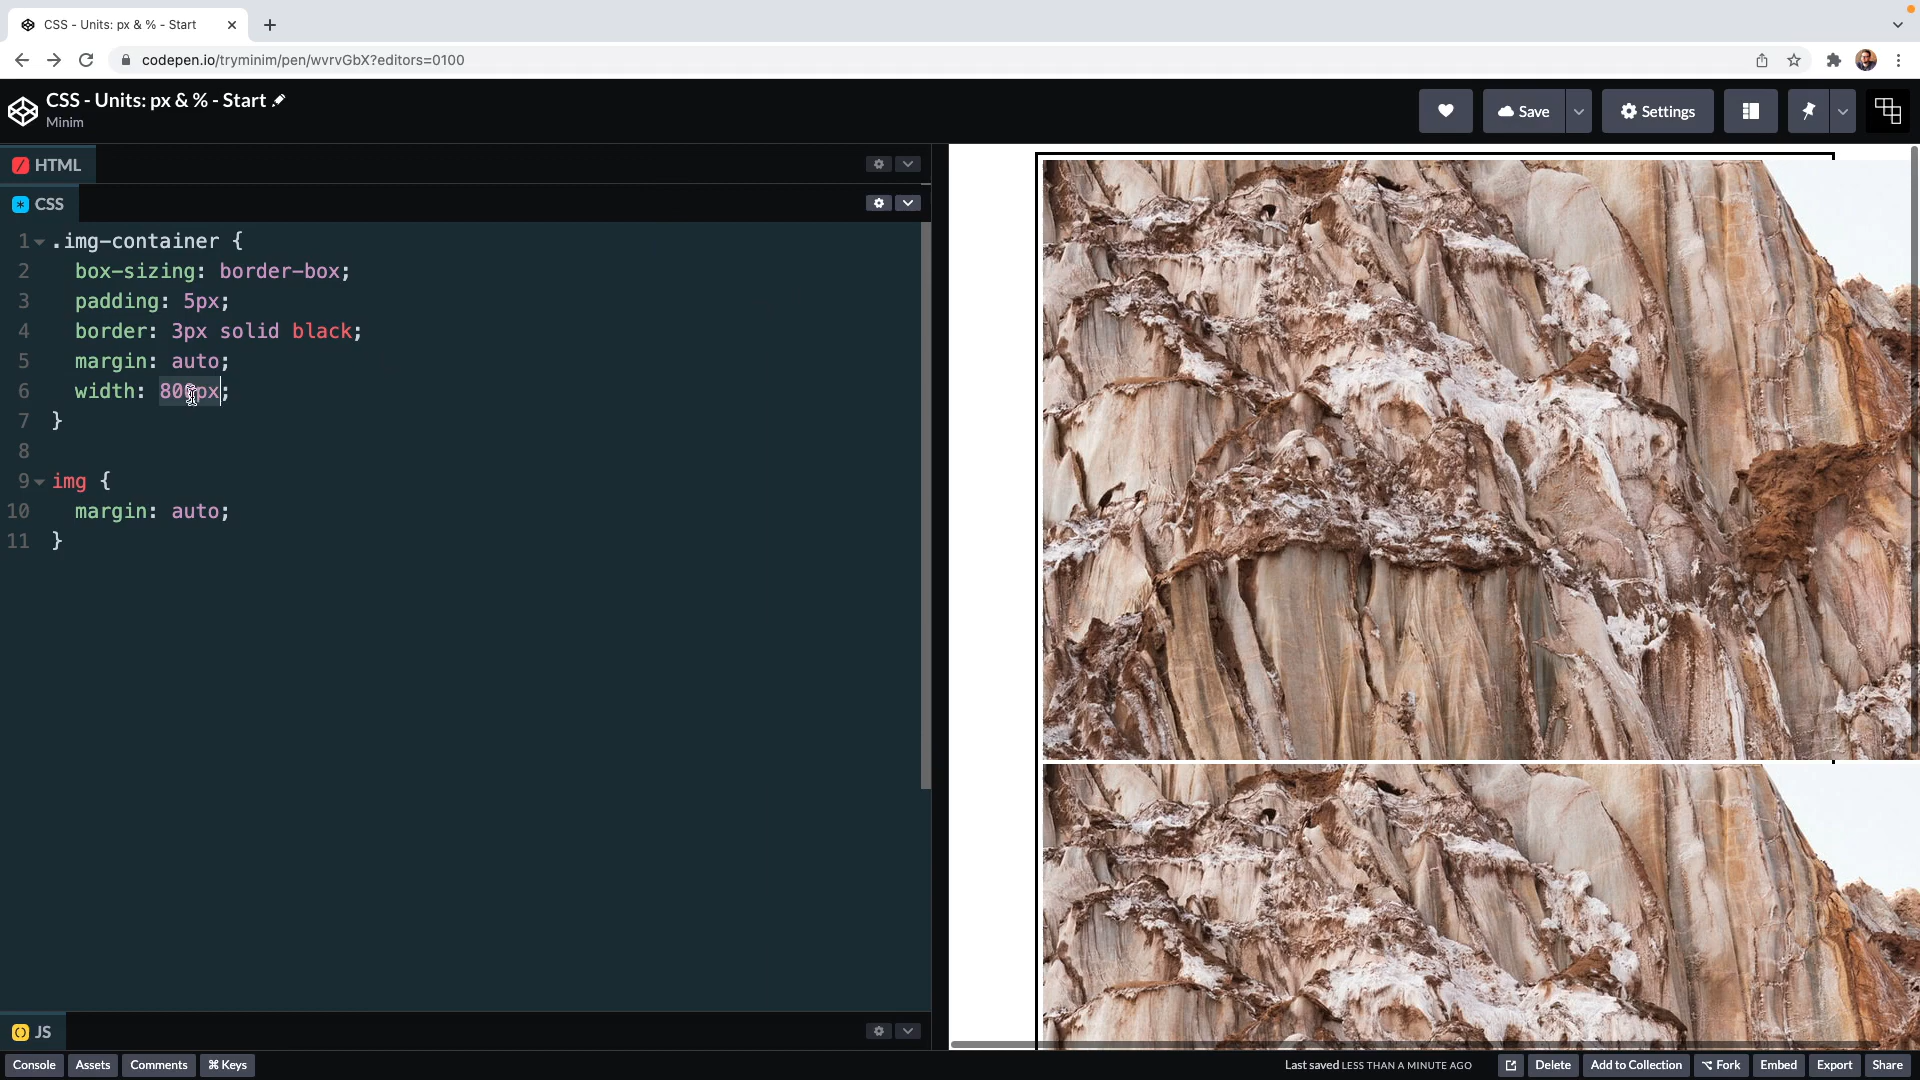 CSS - Units: px & % - Start
codepen.io/tryminim/pen/wvrvGbX?editors=0100
CSS - Units: px & % - Start
Minim
Save
Settings
HTML
CSS
1 .img-container {
2 box-sizing: border-box;
3 padding: 5px;
4 border: 3px solid black;
5 margin: auto;
6 width: 800px;
7 }
8
9 img {
10 margin: auto;
11 }
JS
Console Assets Comments ⌘ Keys Last saved LESS THAN A MINUTE AGO Delete Add to Collection Fork Embed Export Share